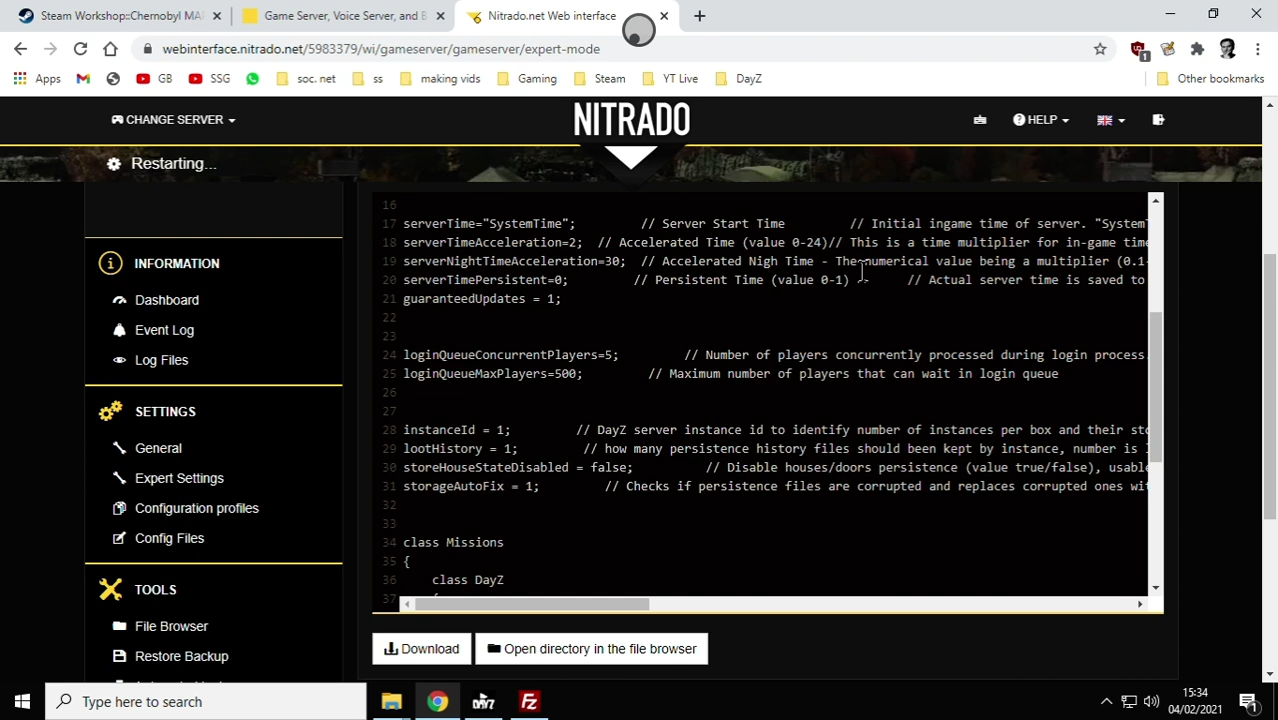 Steam Workshop::Chernobyl
Game Server, Voice Server, and B
Nitrado.net Web interface
webinterface.nitrado.net/5983379/wi/gameserver/gameserver/expert-mode
Apps
GB
SSG
soc. net
ss
making vids
Gaming
Steam
YT Live
DayZ
Other bookmarks
CHANGE SERVER
NITRADO
HELP
Restarting...
INFORMATION
Dashboard
Event Log
Log Files
SETTINGS
General
Expert Settings
Configuration profiles
Config Files
TOOLS
File Browser
Restore Backup
16
17 serverTime="SystemTime"; // Server Start Time // Initial ingame time of server. "SystemT
18 serverTimeAcceleration=2; // Accelerated Time (value 0-24)// This is a time multiplier for in-game time
19 serverNightTimeAcceleration=30; // Accelerated Nigh Time - The numerical value being a multiplier (0.1-
20 serverTimePersistent=0; // Persistent Time (value 0-1) // Actual server time is saved to
21 guaranteedUpdates = 1;
22
23
24 loginQueueConcurrentPlayers=5; // Number of players concurrently processed during login process.
25 loginQueueMaxPlayers=500; // Maximum number of players that can wait in login queue
26
27
28 instanceId = 1; // DayZ server instance id to identify number of instances per box and their sto
29 lootHistory = 1; // how many persistence history files should been kept by instance, number is l
30 storeHouseStateDisabled = false; // Disable houses/doors persistence (value true/false), usable
31 storageAutoFix = 1; // Checks if persistence files are corrupted and replaces corrupted ones wit
32
33
34 class Missions
35 {
36 class DayZ
37 {
Download
Open directory in the file browser
Type here to search
DAYZ
15:34
04/02/2021